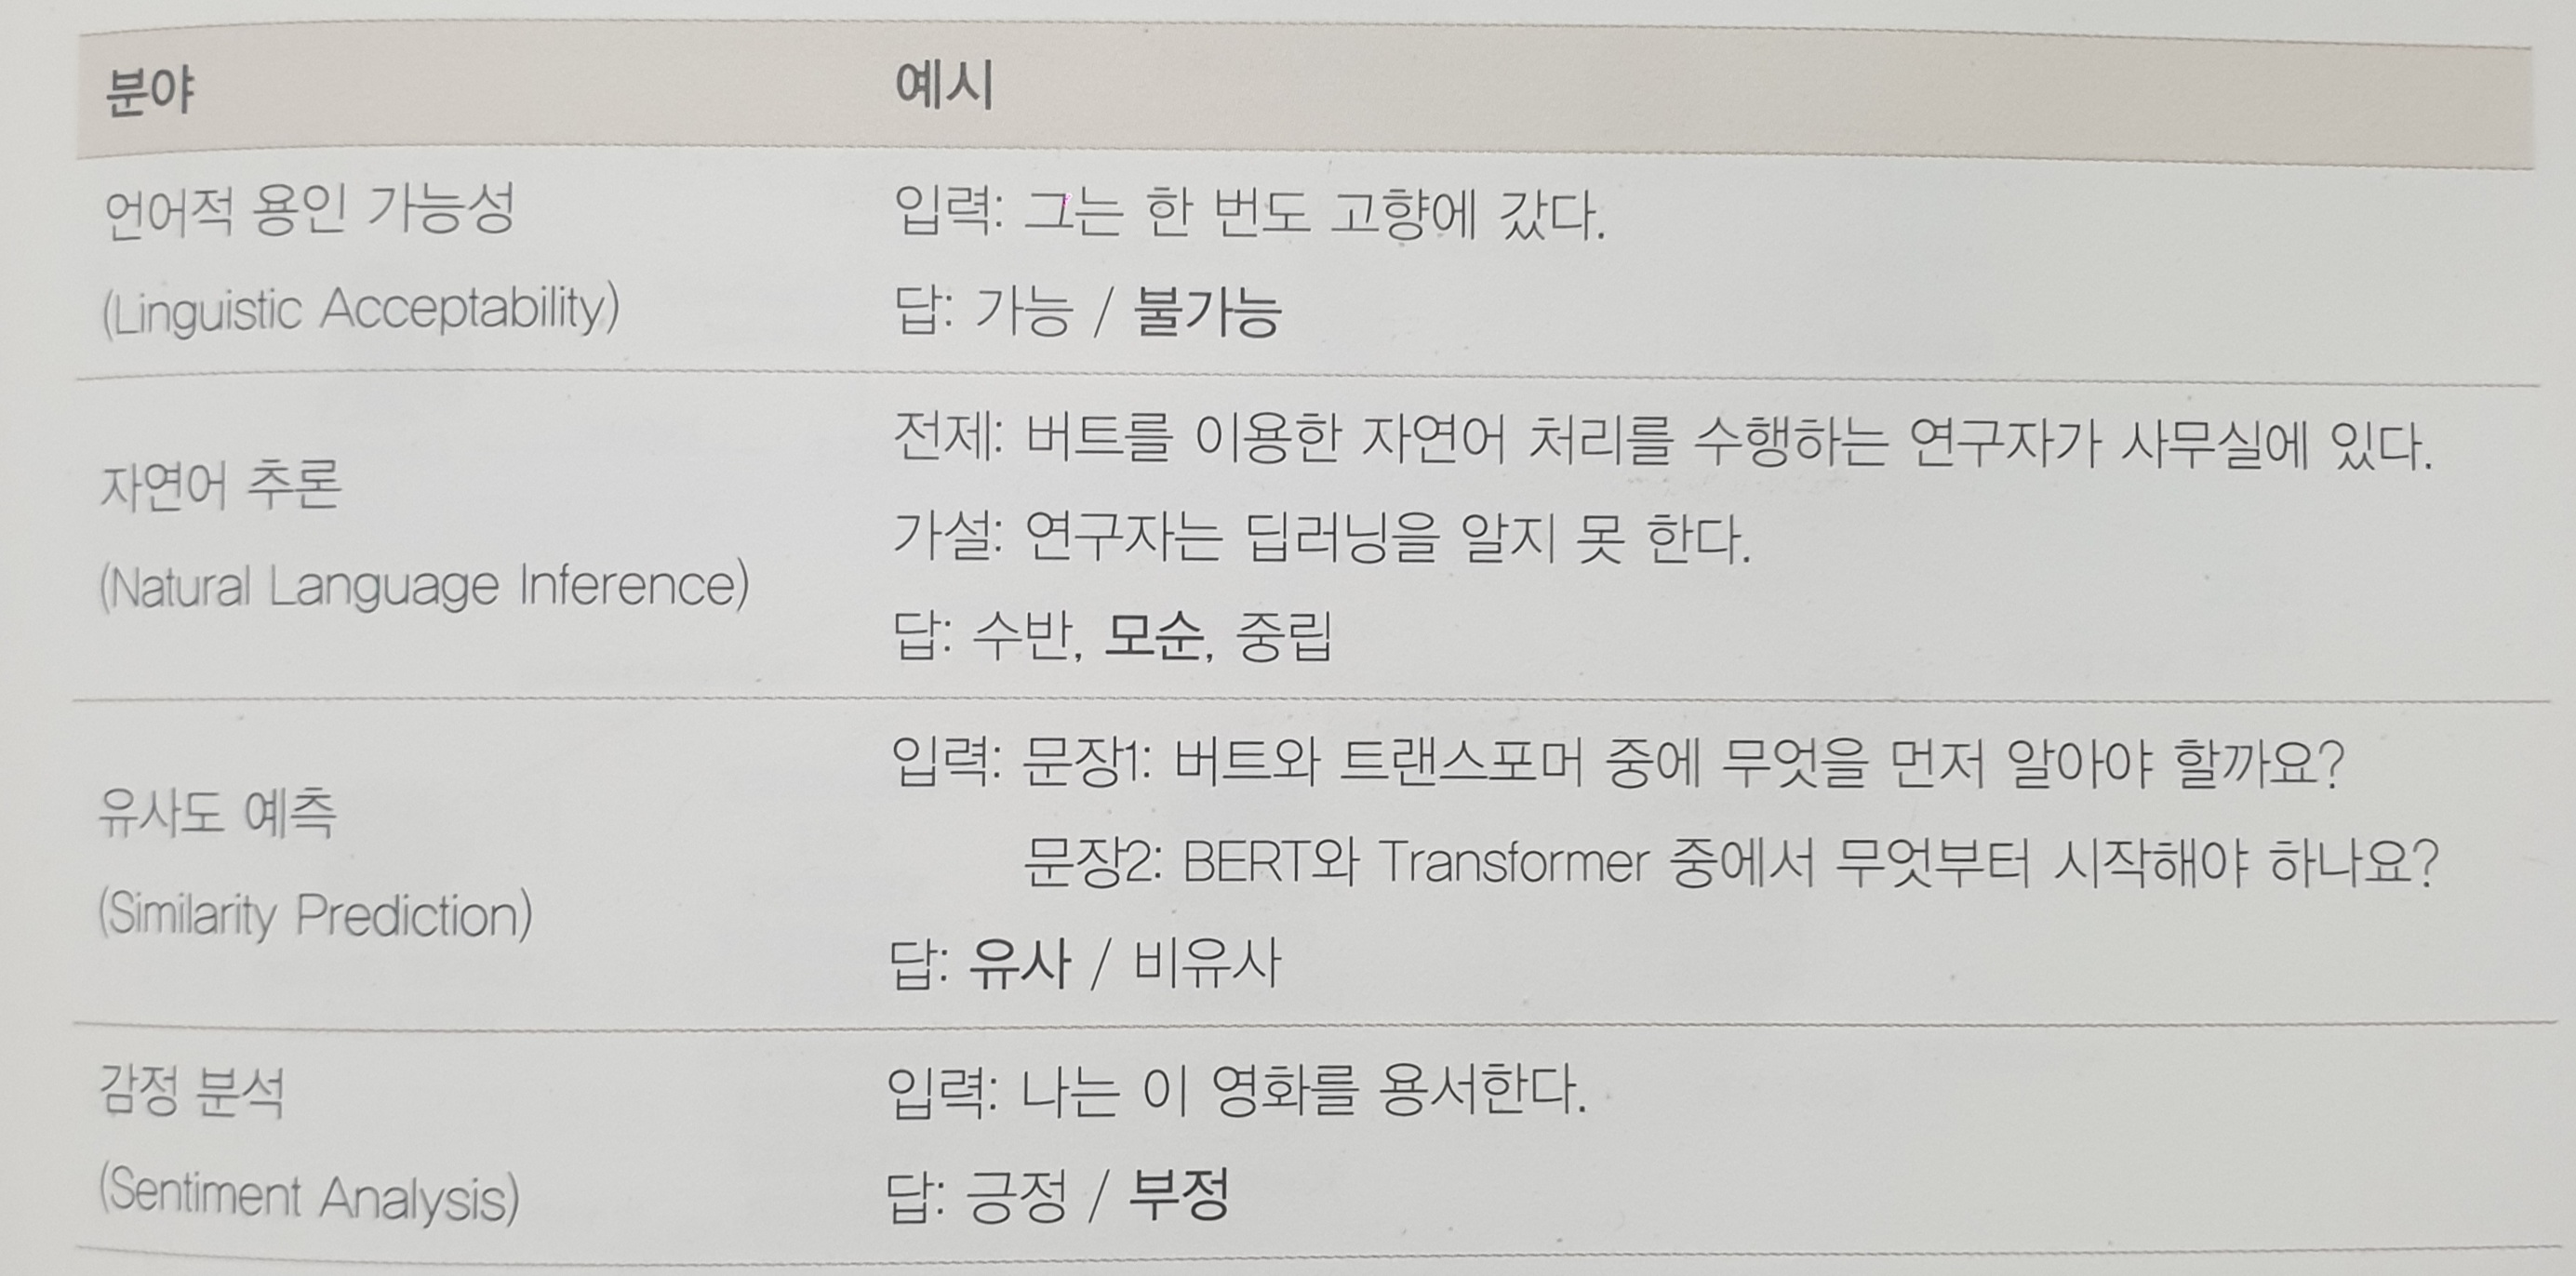 분야
예시
언어적 용인 가능성
(Linguistic Acceptability)
입력: 그는 한 번도 고향에 갔다.
답: 가능 / 불가능
자연어 추론
(Natural Language Inference)
전제: 버트를 이용한 자연어 처리를 수행하는 연구자가 사무실에 있다.
가설: 연구자는 딥러닝을 알지 못 한다.
답: 수반, 모순, 중립
유사도 예측
(Similarity Prediction)
입력: 문장1: 버트와 트랜스포머 중에 무엇을 먼저 알아야 할까요?
문장2: BERT와 Transformer 중에서 무엇부터 시작해야 하나요?
답: 유사 / 비유사
감정 분석
(Sentiment Analysis)
입력: 나는 이 영화를 용서한다.
답: 긍정 / 부정